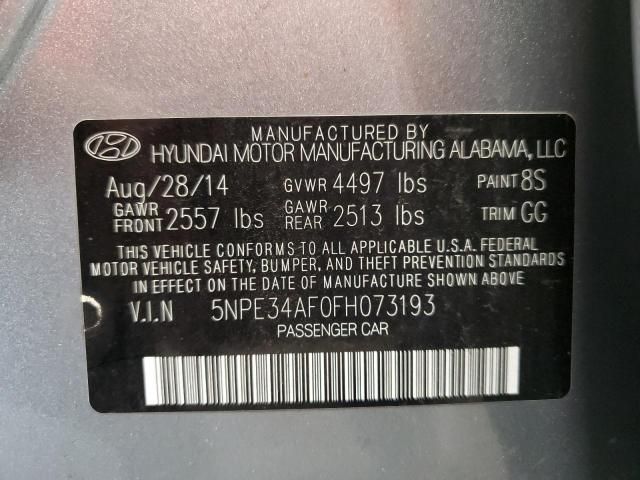 MANUFACTURED BY
HYUNDAI MOTOR MANUFACTURING ALABAMA, LLC
Aug/28/14 GVWR 4497 lbs PAINT 8S
GAWR FRONT 2557 lbs GAWR REAR 2513 lbs TRIM GG
THIS VEHICLE CONFORMS TO ALL APPLICABLE U.S.A. FEDERAL
MOTOR VEHICLE SAFETY, BUMPER, AND THEFT PREVENTION STANDARDS
IN EFFECT ON THE DATE OF MANUFACTURE SHOWN ABOVE.
V.I.N 5NPE34AF0FH073193
PASSENGER CAR